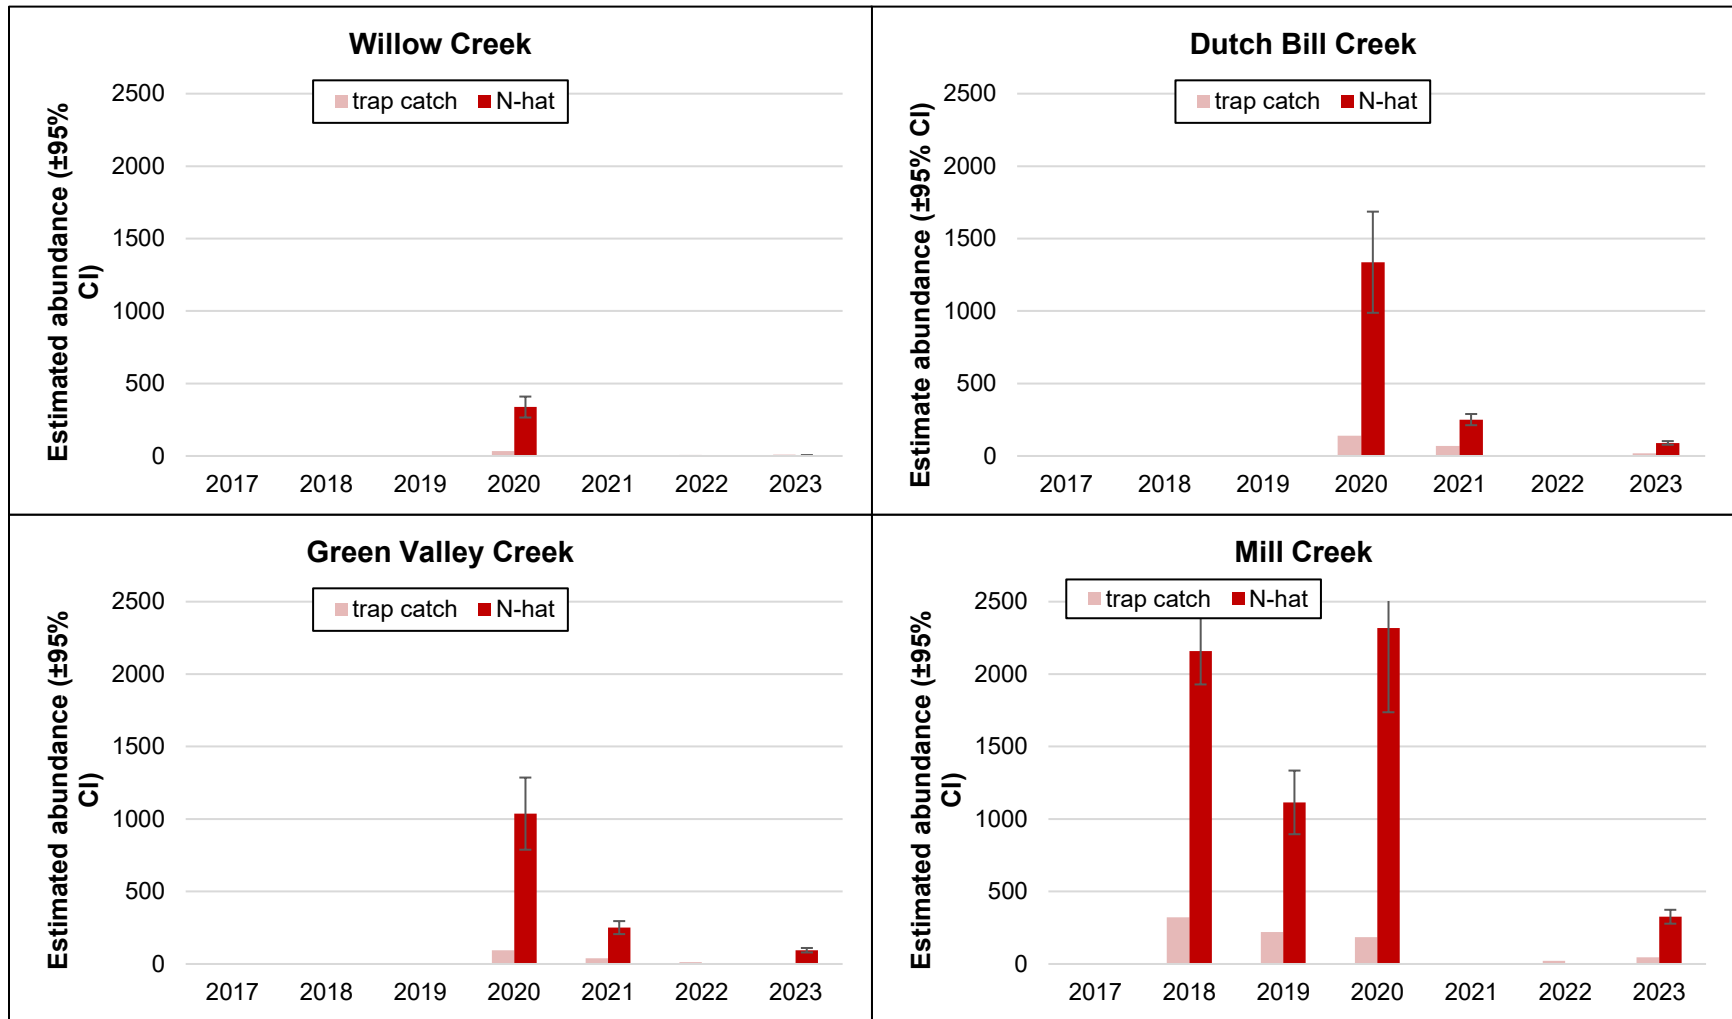 Willow Creek
trap catch N-hat
Estimated abundance (±95%
CI)
2500
2000
1500
1000
500
0
2017 2018 2019 2020 2021 2022 2023
Dutch Bill Creek
trap catch N-hat
Estimate abundance (±95% CI)
2500
2000
1500
1000
500
0
2017 2018 2019 2020 2021 2022 2023
Green Valley Creek
trap catch N-hat
Estimated abundance (±95%
CI)
2500
2000
1500
1000
500
0
2017 2018 2019 2020 2021 2022 2023
Mill Creek
trap catch N-hat
Estimated abundance (±95%
CI)
2500
2000
1500
1000
500
0
2017 2018 2019 2020 2021 2022 2023